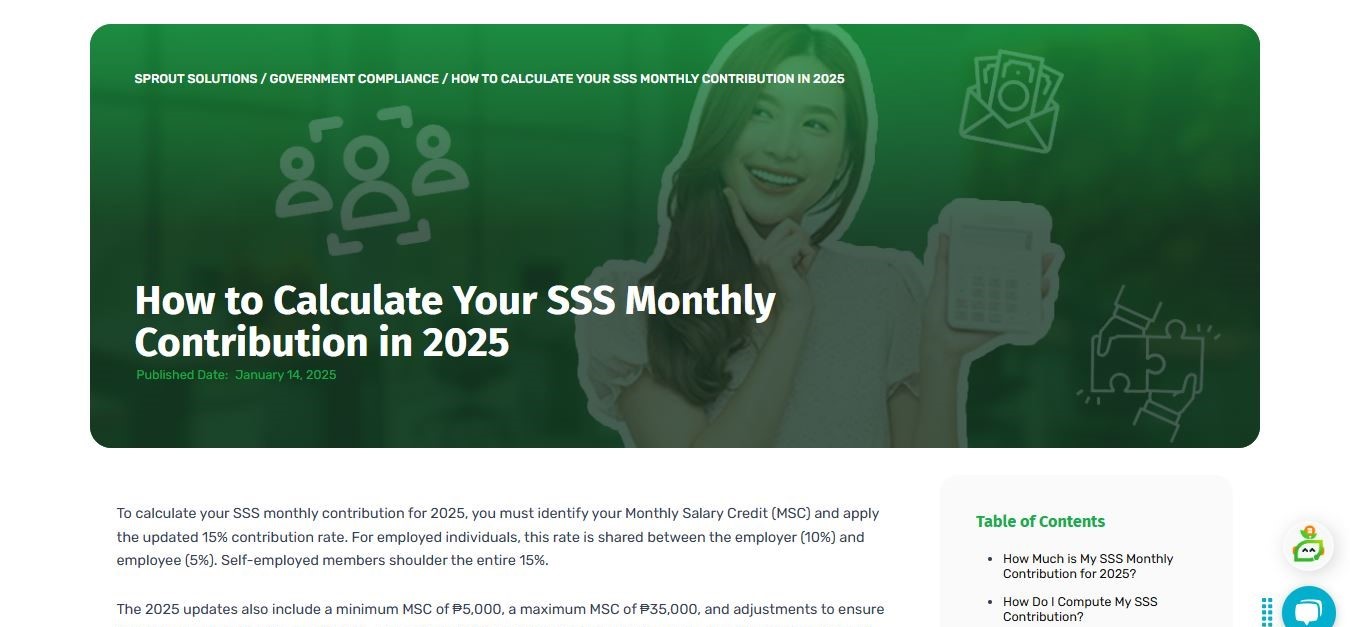 SPROUT SOLUTIONS / GOVERNMENT COMPLIANCE / HOW TO CALCULATE YOUR SSS MONTHLY CONTRIBUTION IN 2025
How to Calculate Your SSS Monthly
Contribution in 2025
Published Date: January 14, 2025
To calculate your SSS monthly contribution for 2025, you must identify your Monthly Salary Credit (MSC) and apply
the updated 15% contribution rate. For employed individuals, this rate is shared between the employer (10%) and
employee (5%). Self-employed members shoulder the entire 15%.
The 2025 updates also include a minimum MSC of ₱5,000, a maximum MSC of ₱35,000, and adjustments to ensure
Table of Contents
• How Much is My SSS Monthly
Contribution for 2025?
• How Do I Compute My SSS
Contribution?